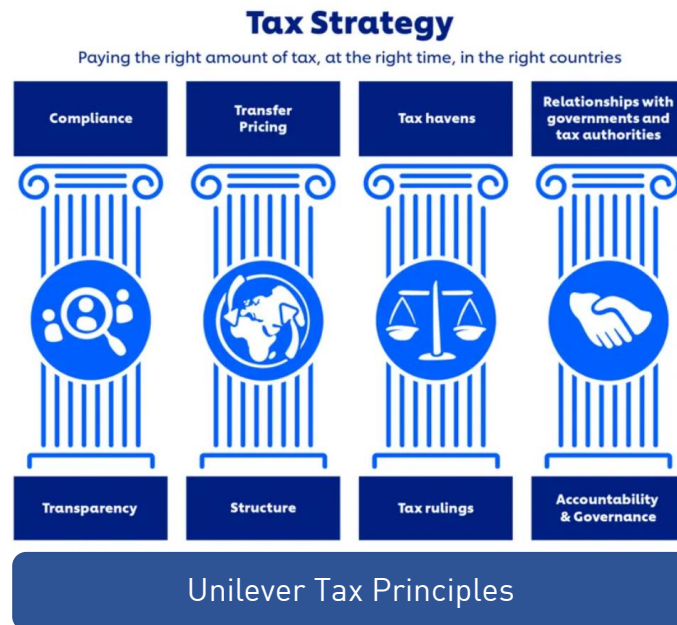 Tax Strategy
Paying the right amount of tax, at the right time, in the right countries
Compliance
Transfer
Pricing
Tax havens
Relationships with
governments and
tax authorities
Transparency
Structure
Tax rulings
Accountability
& Governance
Unilever Tax Principles